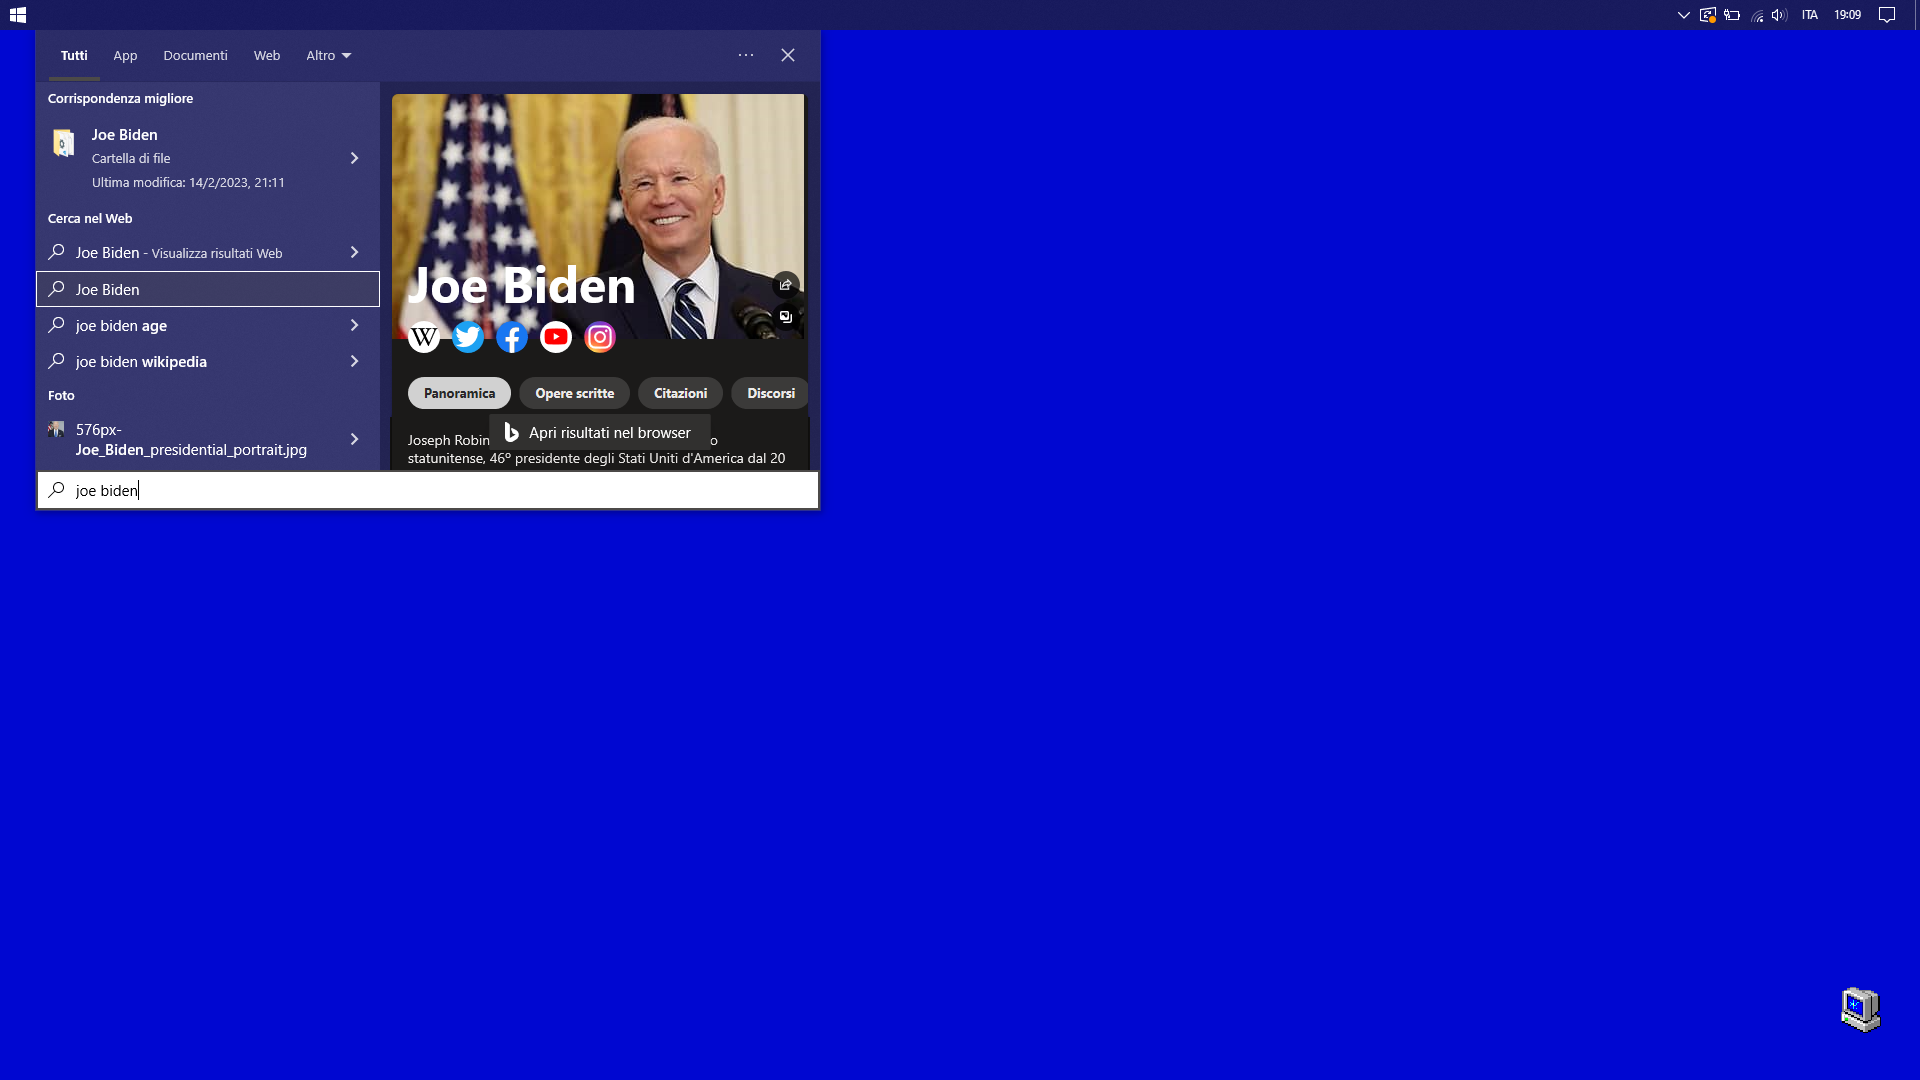 ITA 19:09
Tutti App Documenti Web Altro
Corrispondenza migliore
Joe Biden
Cartella di file
Ultima modifica: 14/2/2023, 21:11
Cerca nel Web
Joe Biden - Visualizza risultati Web
Joe Biden
joe biden age
joe biden wikipedia
Foto
576px-
Joe_Biden_presidential_portrait.jpg
Joe Biden
W
Panoramica Opere scritte Citazioni Discorsi
Apri risultati nel browser
Joseph Robin
statunitense, 46º presidente degli Stati Uniti d'America dal 20
joe biden